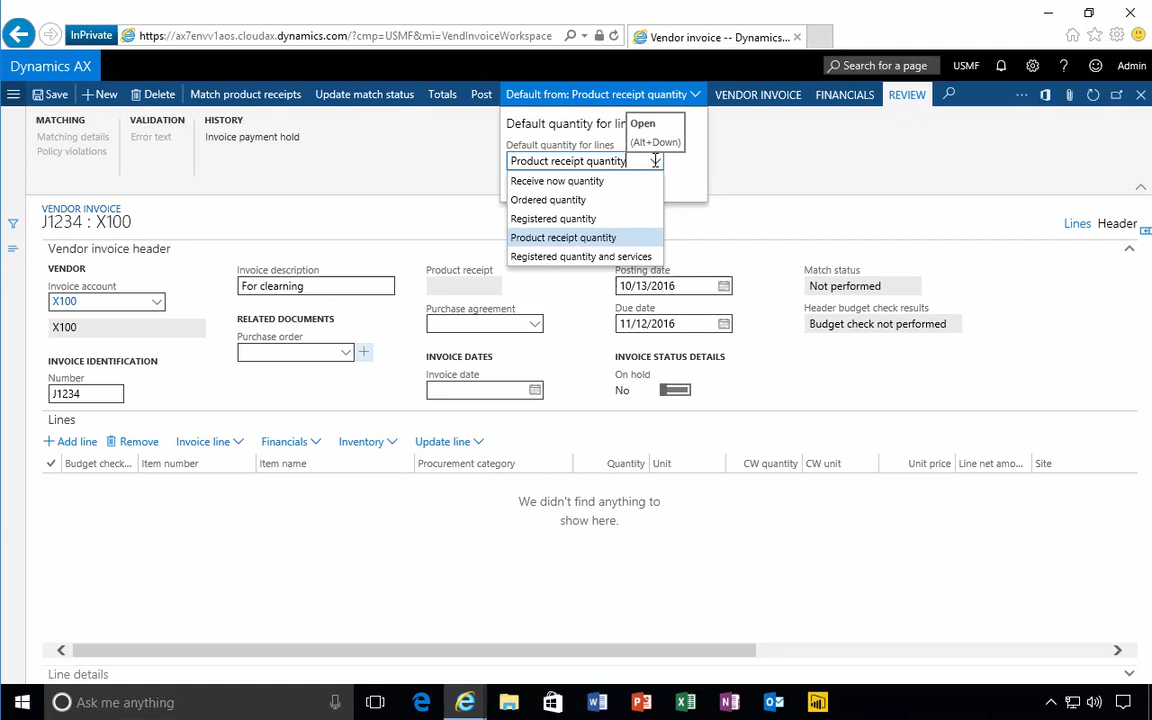 InPrivate
https://ax7envv1aos.cloudax.dynamics.com/?cmp=USMF&mi=VendInvoiceWorkspace
Vendor invoice -- Dynamics...
Dynamics AX
Search for a page
USMF
Admin
Save
New
Delete
Match product receipts
Update match status
Totals
Post
Default from: Product receipt quantity
VENDOR INVOICE
FINANCIALS
REVIEW
MATCHING
Matching details
Policy violations
VALIDATION
Error text
HISTORY
Invoice payment hold
Default quantity for lin
Default quantity for lines
Product receipt quantity
Open
(Alt+Down)
Receive now quantity
Ordered quantity
Registered quantity
Product receipt quantity
Registered quantity and services
VENDOR INVOICE
J1234 : X100
Lines
Header
Vendor invoice header
VENDOR
Invoice account
X100
X100
INVOICE IDENTIFICATION
Number
J1234
Invoice description
For clearning
RELATED DOCUMENTS
Purchase order
Product receipt
Purchase agreement
INVOICE DATES
Invoice date
Posting date
10/13/2016
Due date
11/12/2016
INVOICE STATUS DETAILS
On hold
No
Match status
Not performed
Header budget check results
Budget check not performed
Lines
Add line
Remove
Invoice line
Financials
Inventory
Update line
Budget check...
Item number
Item name
Procurement category
Quantity
Unit
CW quantity
CW unit
Unit price
Line net amo...
Site
We didn't find anything to
show here.
Line details
Ask me anything